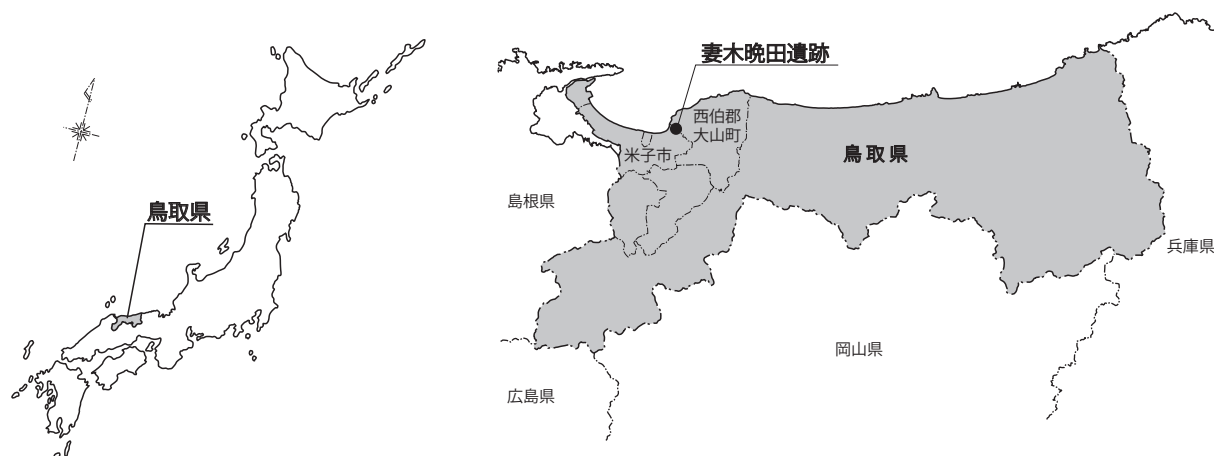 鳥取県
妻木晩田遺跡
西伯郡
大山町
米子市
鳥取県
島根県
兵庫県
岡山県
広島県